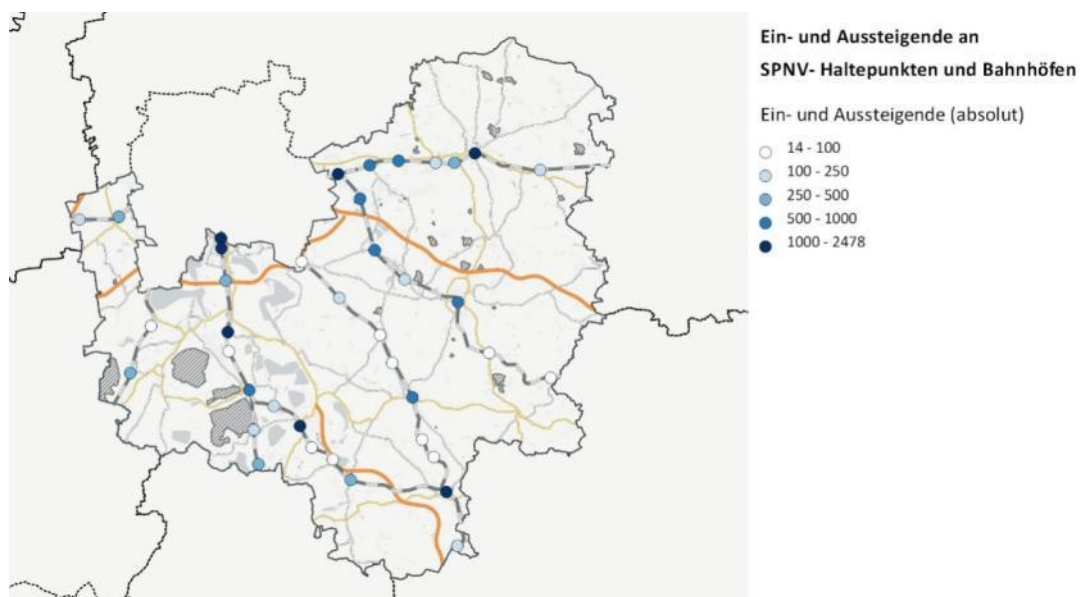 Ein- und Aussteigende an
SPNV- Haltepunkten und Bahnhöfen
Ein- und Aussteigende (absolut)
14 - 100
100 - 250
250 - 500
500 - 1000
1000 - 2478